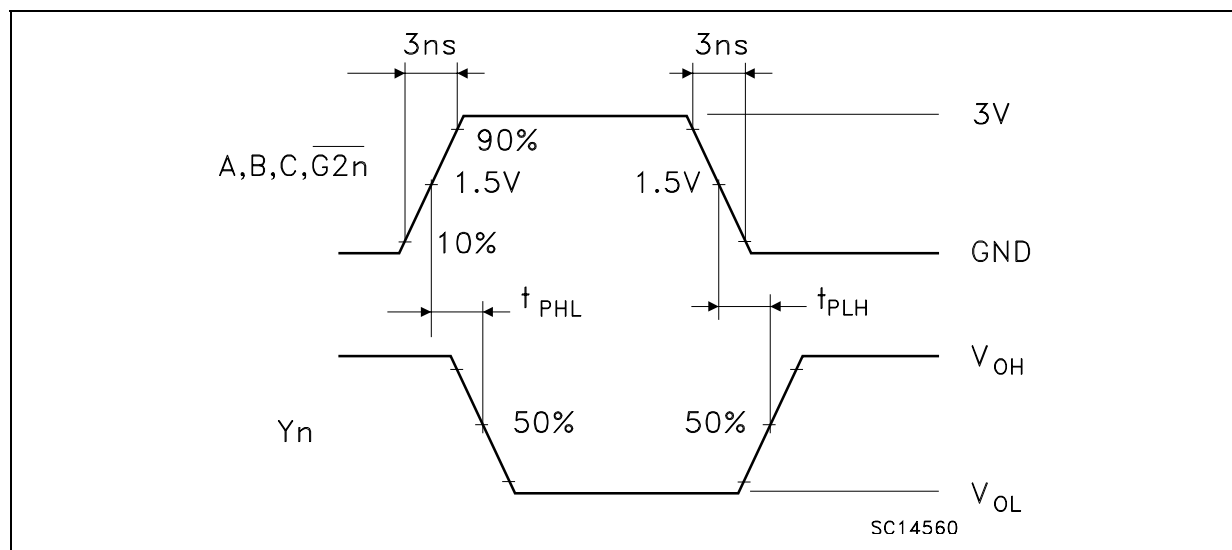 3ns 3ns
3V
90%
A,B,C,G2n
1.5V 1.5V
10%
GND
tPHL tPLH
VOH
50% 50%
Yn
VOL
SC14560